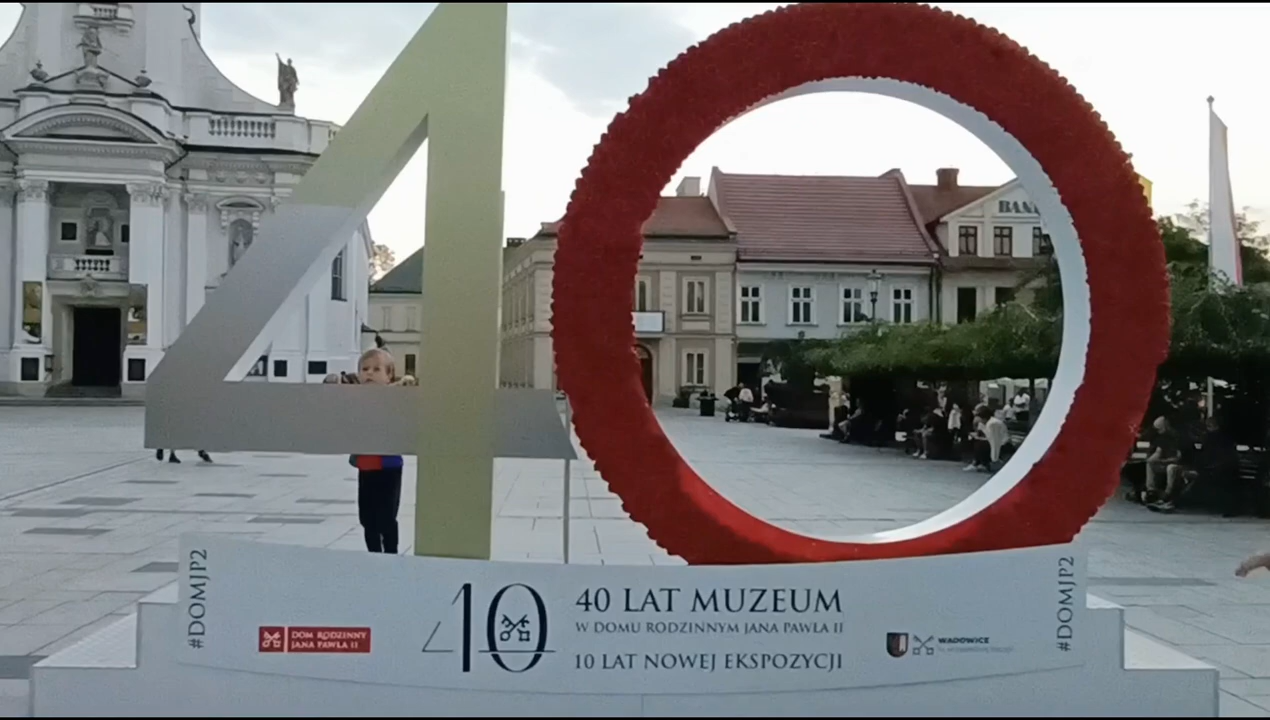 BANK
40
#DOMJP2
DOM RODZINNY
JANA PAWŁA II
40
40 LAT MUZEUM
W DOMU RODZINNYM JANA PAWŁA II
10 LAT NOWEJ EKSPOZYCJI
WADOWICE
#DOMJP2